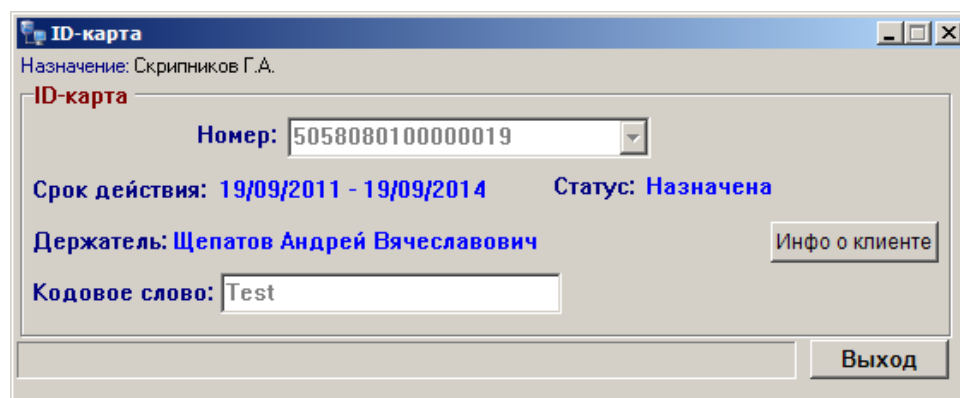 ID-карта
Назначение: Скрипников Г.А.
ID-карта
Номер: 5058080100000019
Срок действия: 19/09/2011 - 19/09/2014 Статус: Назначена
Держатель: Щепатов Андрей Вячеславович Инфо о клиенте
Кодовое слово: Test
Выход